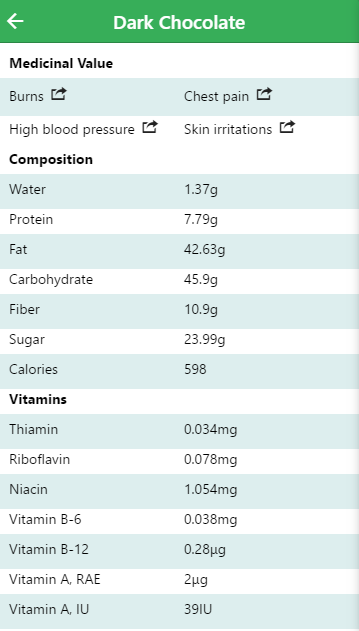 Dark Chocolate
Medicinal Value
Burns Chest pain
High blood pressure Skin irritations
Composition
Water 1.37g
Protein 7.79g
Fat 42.63g
Carbohydrate 45.9g
Fiber 10.9g
Sugar 23.99g
Calories 598
Vitamins
Thiamin 0.034mg
Riboflavin 0.078mg
Niacin 1.054mg
Vitamin B-6 0.038mg
Vitamin B-12 0.28µg
Vitamin A, RAE 2µg
Vitamin A, IU 39IU